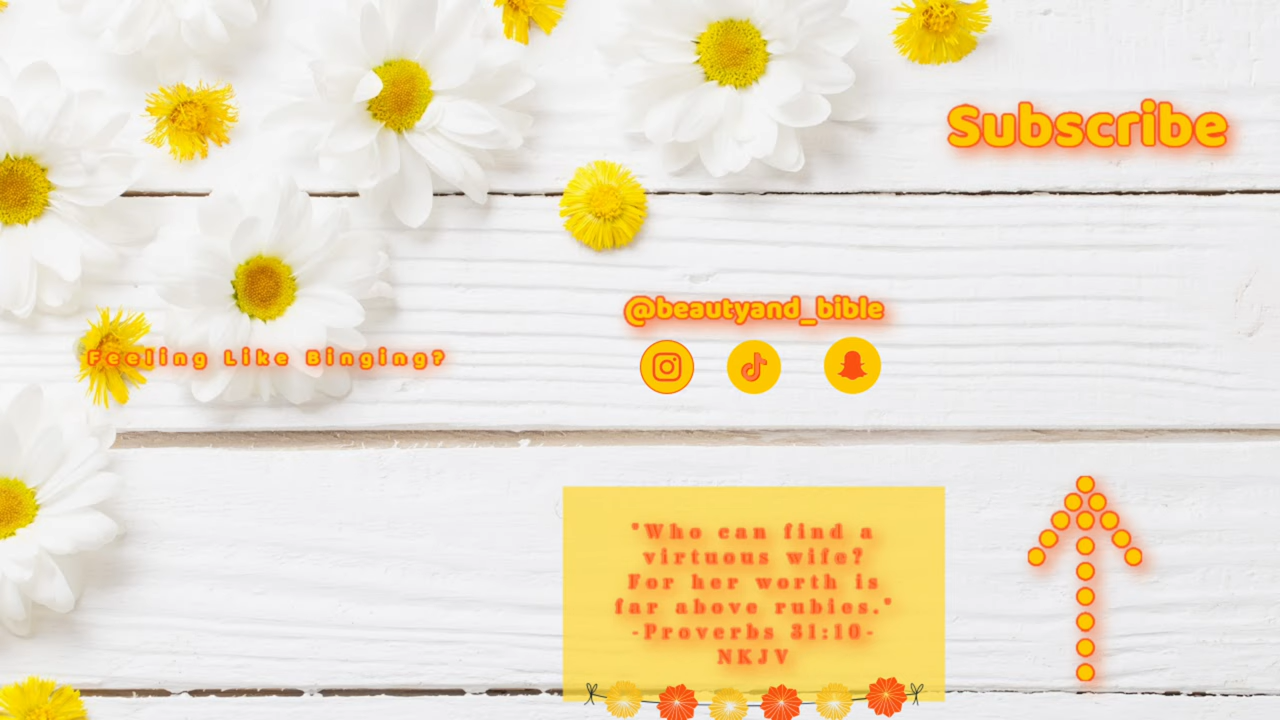 Subscribe
@beautyand_bible
Feeling Like Binging?
"Who can find a
virtuous wife?
For her worth is
far above rubies."
-Proverbs 31:10-
NKJV